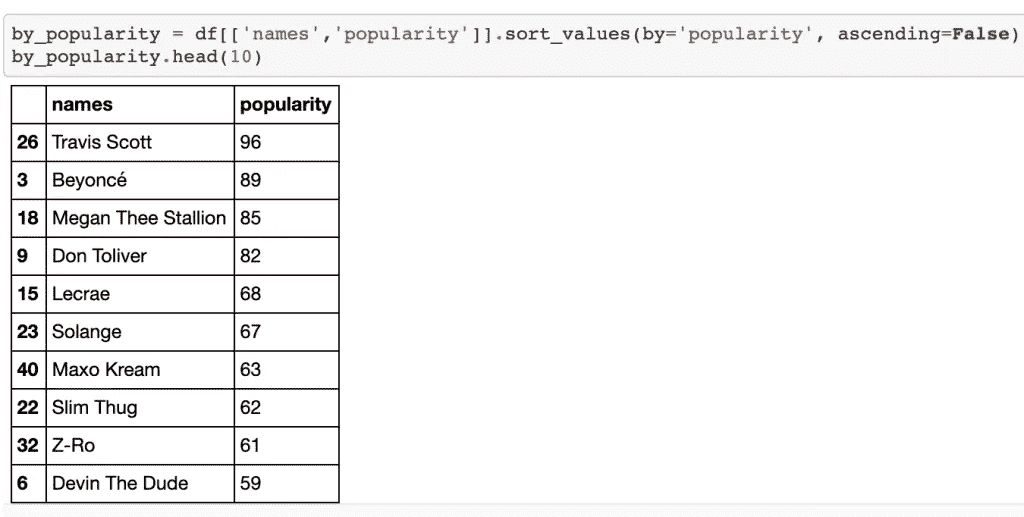 by_popularity = df[['names','popularity']].sort_values(by='popularity', ascending=False)
by_popularity.head(10)
names popularity
26 Travis Scott 96
3 Beyoncé 89
18 Megan Thee Stallion 85
9 Don Toliver 82
15 Lecrae 68
23 Solange 67
40 Maxo Kream 63
22 Slim Thug 62
32 Z-Ro 61
6 Devin The Dude 59